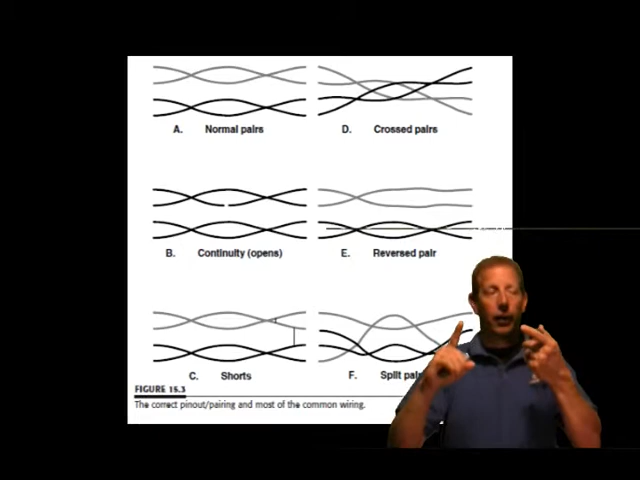 A. Normal pairs
D. Crossed pairs
B. Continuity (opens)
E. Reversed pair
C. Shorts
F. Split
FIGURE 15.3
The correct pinout/pairing and most of the common wiring.